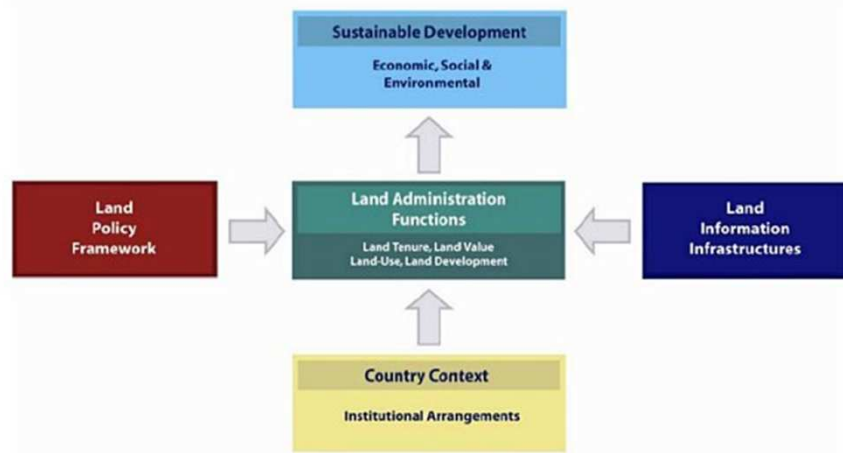 Sustainable Development
Economic, Social &
Environmental
Land
Policy
Framework
Land Administration
Functions
Land Tenure, Land Value
Land-Use, Land Development
Land
Information
Infrastructures
Country Context
Institutional Arrangements